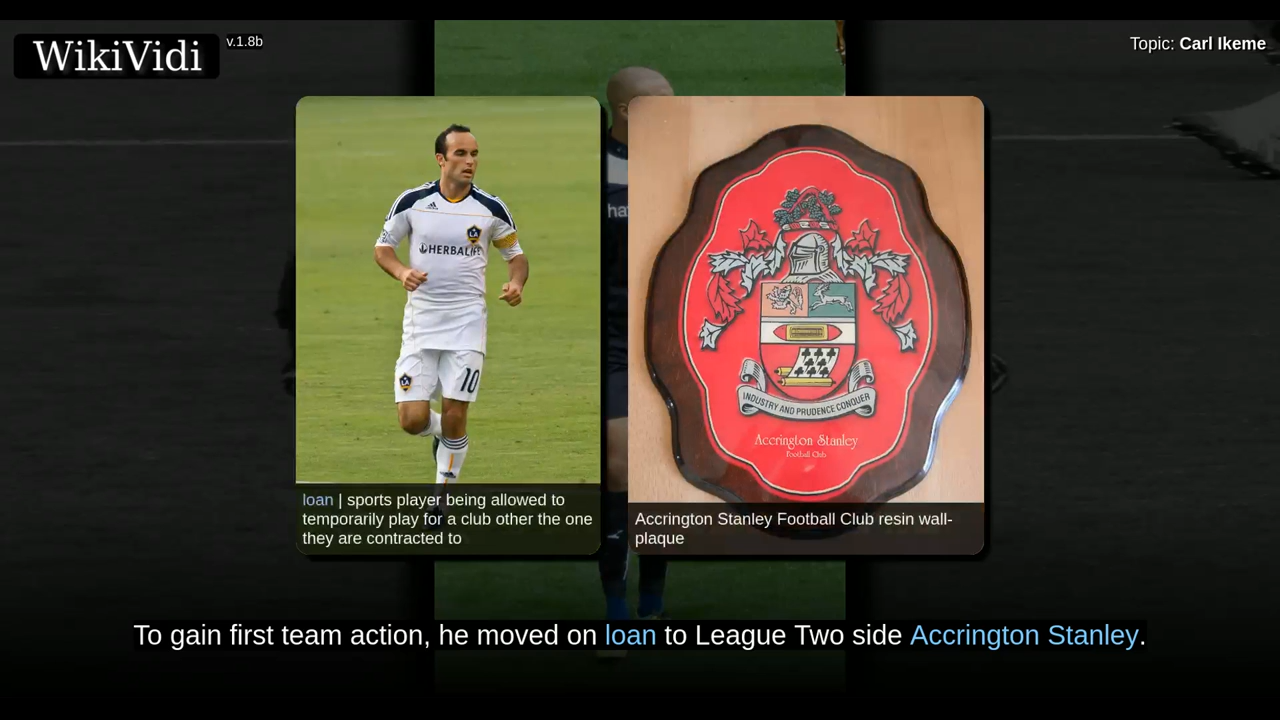 WikiVidi
v.1.8b
Topic: Carl Ikeme
ha
HERBALIFE
10
loan | sports player being allowed to
temporarily play for a club other the one
they are contracted to
INDUSTRY AND PRUDENCE CONQUER
Accrington Stanley
Football Club
Accrington Stanley Football Club resin wall-
plaque
To gain first team action, he moved on loan to League Two side Accrington Stanley.